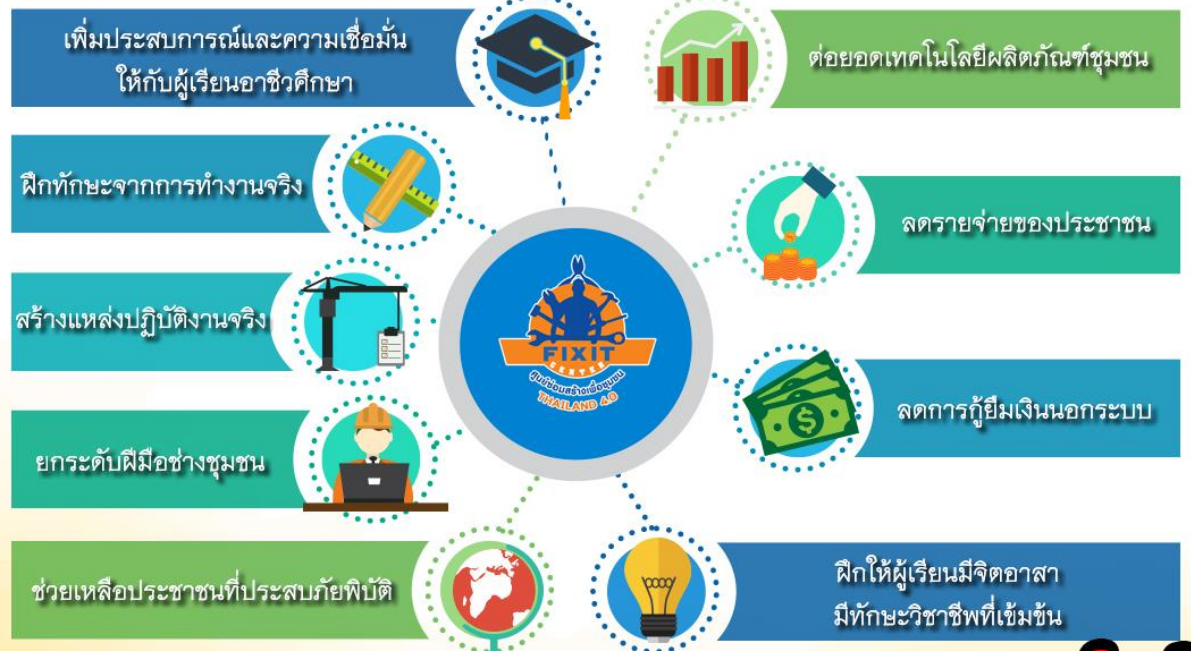 เพิ่มประสบการณ์และความเชื่อมั่น
ให้กับผู้เรียนอาชีวศึกษา
ฝึกทักษะจากการทำงานจริง
สร้างแหล่งปฏิบัติงานจริง
ยกระดับฝีมือช่างชุมชน
ช่วยเหลือประชาชนที่ประสบภัยพิบัติ
FIXIT
CENTER
ศูนย์ซ่อมสร้างเพื่อชุมชน
THAILAND 4.0
ต่อยอดเทคโนโลยีผลิตภัณฑ์ชุมชน
ลดรายจ่ายของประชาชน
ลดการกู้ยืมเงินนอกระบบ
ฝึกให้ผู้เรียนมีจิตอาสา
มีทักษะวิชาชีพที่เข้มข้น